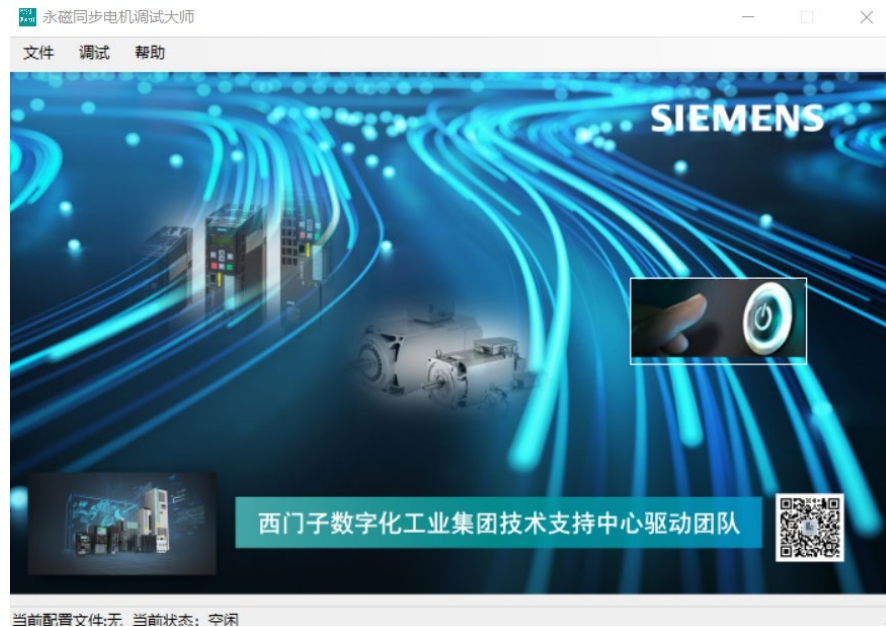 永磁同步电机调试大师
文件 调试 帮助
SIEMENS
西门子数字化工业集团技术支持中心驱动团队
当前配置文件:无 当前状态：空闲